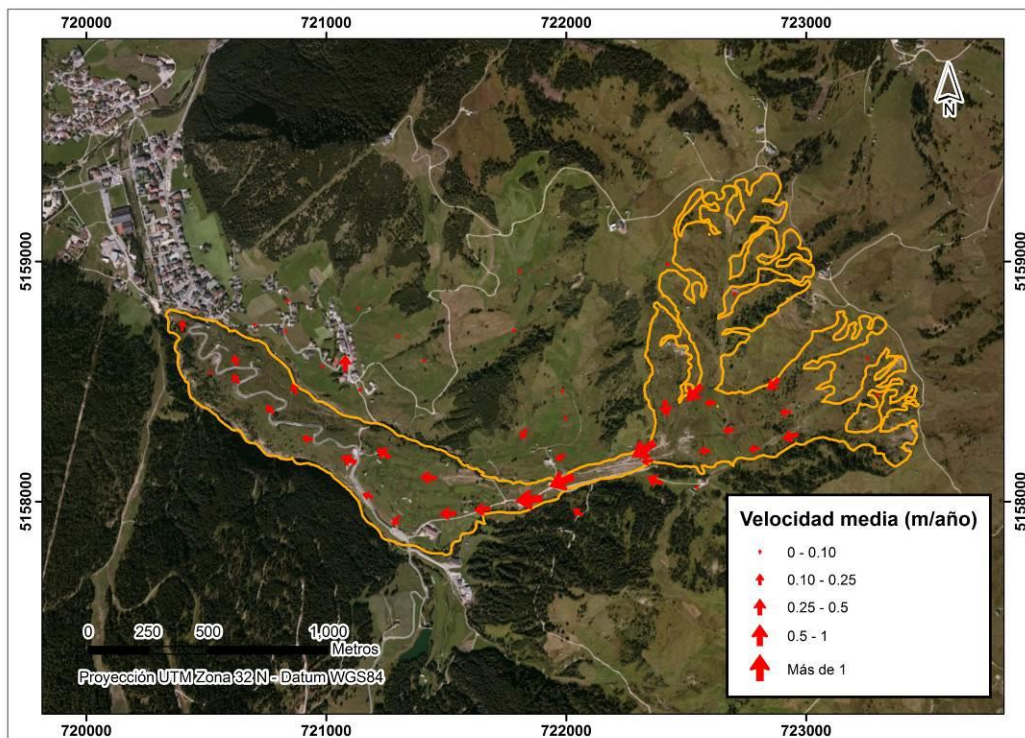 720000 721000 722000 723000
N
5159000 5159000
5158000 5158000
Velocidad media (m/año)
0 - 0.10
0.10 - 0.25
0.25 - 0.5
0.5 - 1
Más de 1
0 250 500 1,000
Metros
Proyección UTM Zona 32 N - Datum WGS84
720000 721000 722000 723000